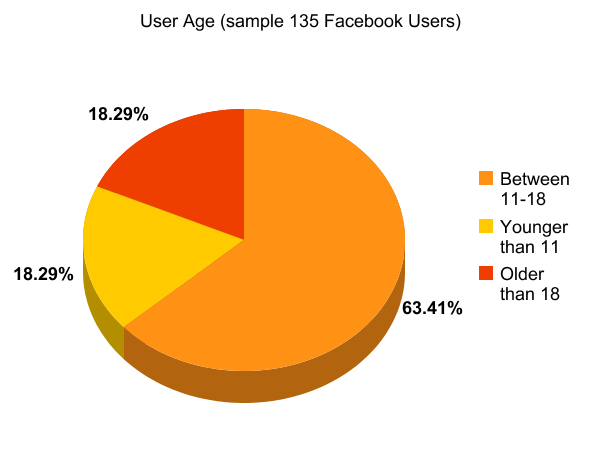 User Age (sample 135 Facebook Users)
18.29%
18.29%
63.41%
Between
11-18
Younger
than 11
Older
than 18